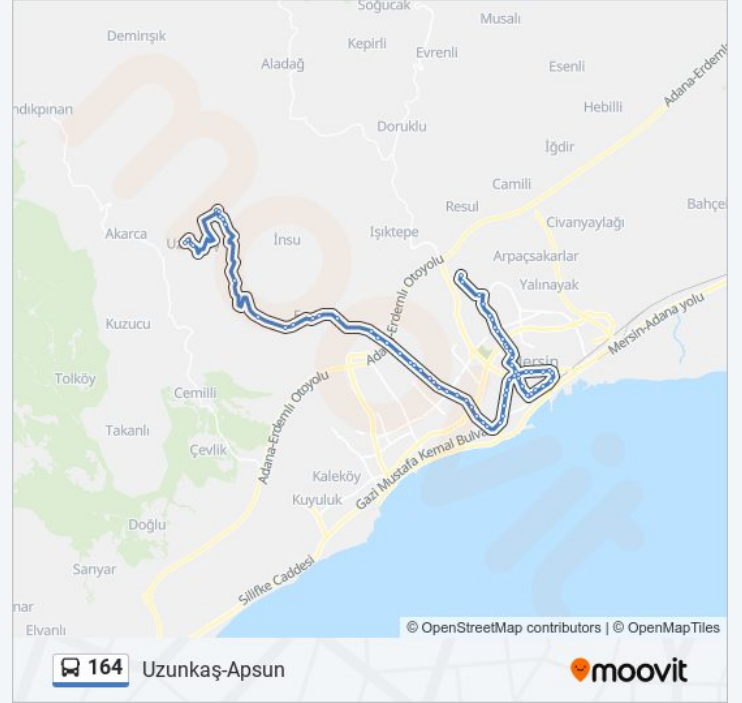 Soğucak
Musalı
Demirışık
Kepirli
Evrenli
Aladağ
Esenli
Adana-Erdemli
ndıkpınarı
Hebilli
Doruklu
İğdir
Camili
Resul
Bahçe
Civanyaylağı
Akarca
İnsu
Işıktepe
Arpaçsakarlar
Yalınayak
Adana-Erdemli Otoyolu
Kuzucu
Mersin-Adana yolu
Mersin
Tolköy
Cemilli
Adana-Erdemli Otoyolu
Takanlı
Çevlik
Gazi Mustafa Kemal Bulva
Kaleköy
Kuyuluk
Doğlu
Sarıyar
Silifke Caddesi
nar
Elvanlı
© OpenStreetMap contributors | © OpenMapTiles
164 Uzunkaş-Apsun
moovit